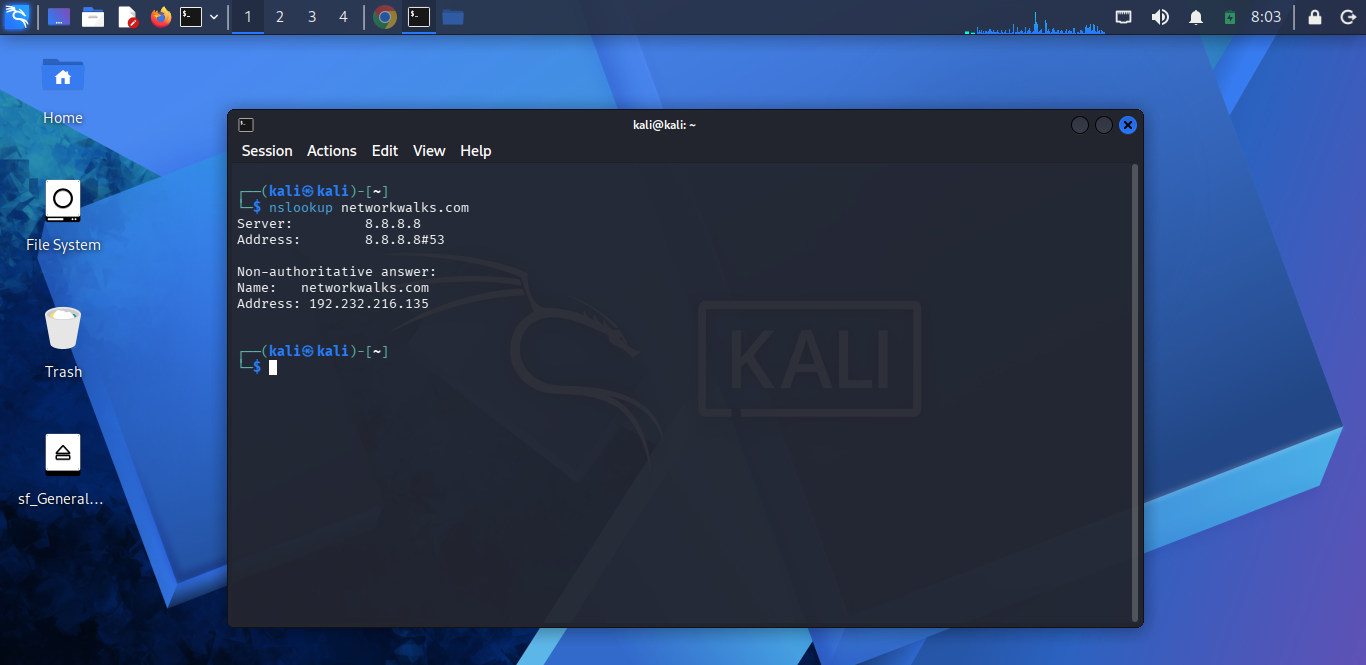 1 2 3 4
8:03
Home
File System
Trash
sf_General...
kali@kali: ~
Session Actions Edit View Help
┌──(kali㉿kali)-[~]
└─$ nslookup networkwalks.com
Server:         8.8.8.8
Address:        8.8.8.8#53
Non-authoritative answer:
Name:   networkwalks.com
Address: 192.232.216.135
┌──(kali㉿kali)-[~]
└─$
KALI